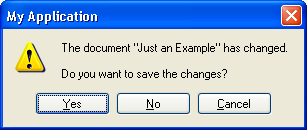 My Application
The document "Just an Example" has changed.
Do you want to save the changes?
Yes No Cancel